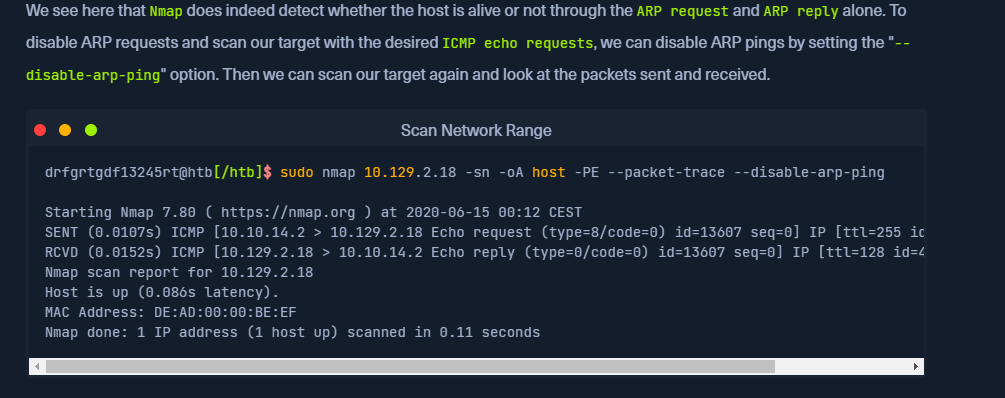 We see here that Nmap does indeed detect whether the host is alive or not through the ARP request and ARP reply alone. To
disable ARP requests and scan our target with the desired ICMP echo requests, we can disable ARP pings by setting the "--
disable-arp-ping" option. Then we can scan our target again and look at the packets sent and received.
Scan Network Range
drfgrtgdf13245rt@htb[/htb]$ sudo nmap 10.129.2.18 -sn -oA host -PE --packet-trace --disable-arp-ping
Starting Nmap 7.80 ( https://nmap.org ) at 2020-06-15 00:12 CEST
SENT (0.0107s) ICMP [10.10.14.2 > 10.129.2.18 Echo request (type=8/code=0) id=13607 seq=0] IP [ttl=255 id
RCVD (0.0152s) ICMP [10.129.2.18 > 10.10.14.2 Echo reply (type=0/code=0) id=13607 seq=0] IP [ttl=128 id=4
Nmap scan report for 10.129.2.18
Host is up (0.086s latency).
MAC Address: DE:AD:00:00:BE:EF
Nmap done: 1 IP address (1 host up) scanned in 0.11 seconds